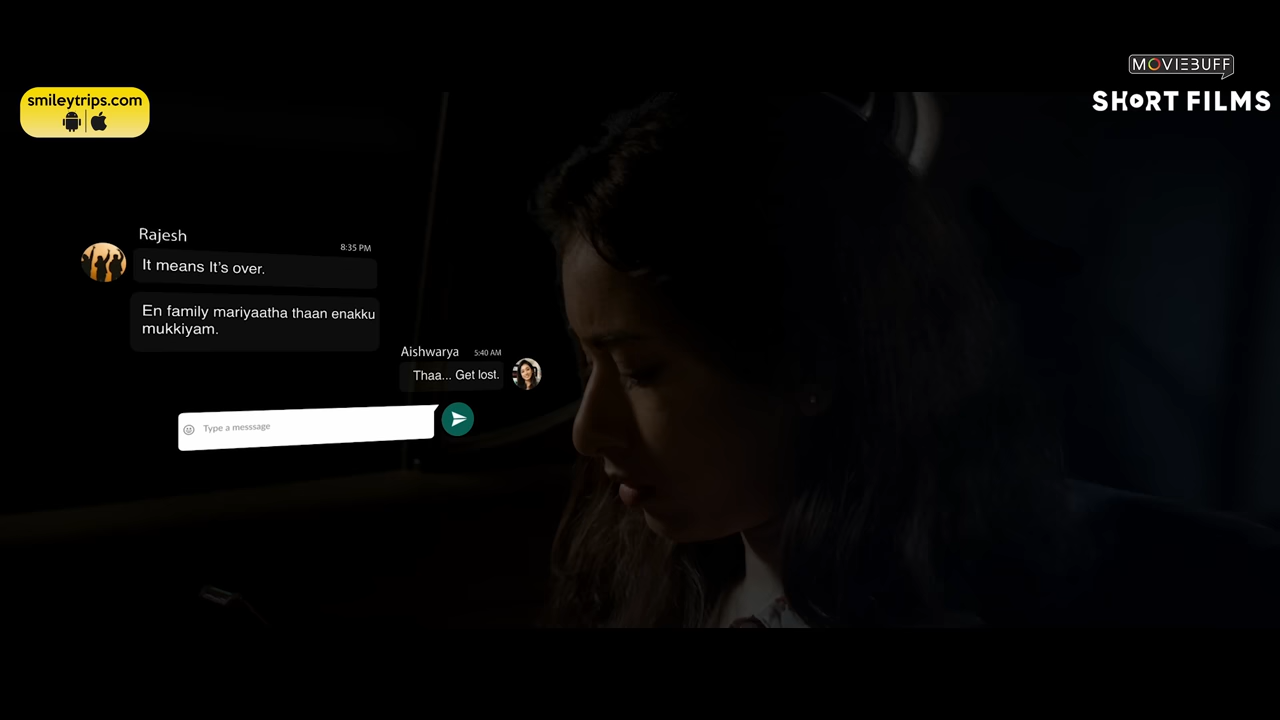 MOVIEBUFF
SHORT FILMS
smileytrips.com
Rajesh
8:35 PM
It means It's over.
En family mariyaatha thaan enakku
mukkiyam.
Aishwarya 5:40 AM
Thaa... Get lost.
Type a messsage